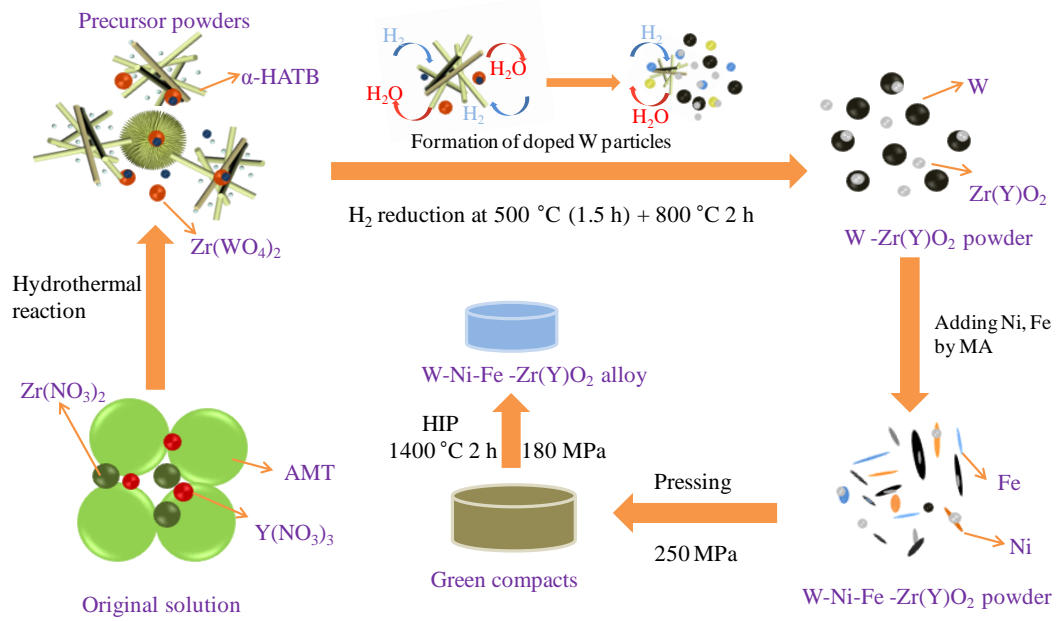 Precursor powders
α-HATB
Zr(WO₄)₂
H₂
H₂O
H₂O
H₂
H₂
H₂O
Formation of doped W particles
H₂ reduction at 500 °C (1.5 h) + 800 °C 2 h
W
Zr(Y)O₂
W -Zr(Y)O₂ powder
Hydrothermal
reaction
Adding Ni, Fe
by MA
W-Ni-Fe -Zr(Y)O₂ alloy
HIP
1400 °C 2 h
180 MPa
Zr(NO₃)₂
AMT
Y(NO₃)₃
Original solution
Green compacts
Pressing
250 MPa
Fe
Ni
W-Ni-Fe -Zr(Y)O₂ powder